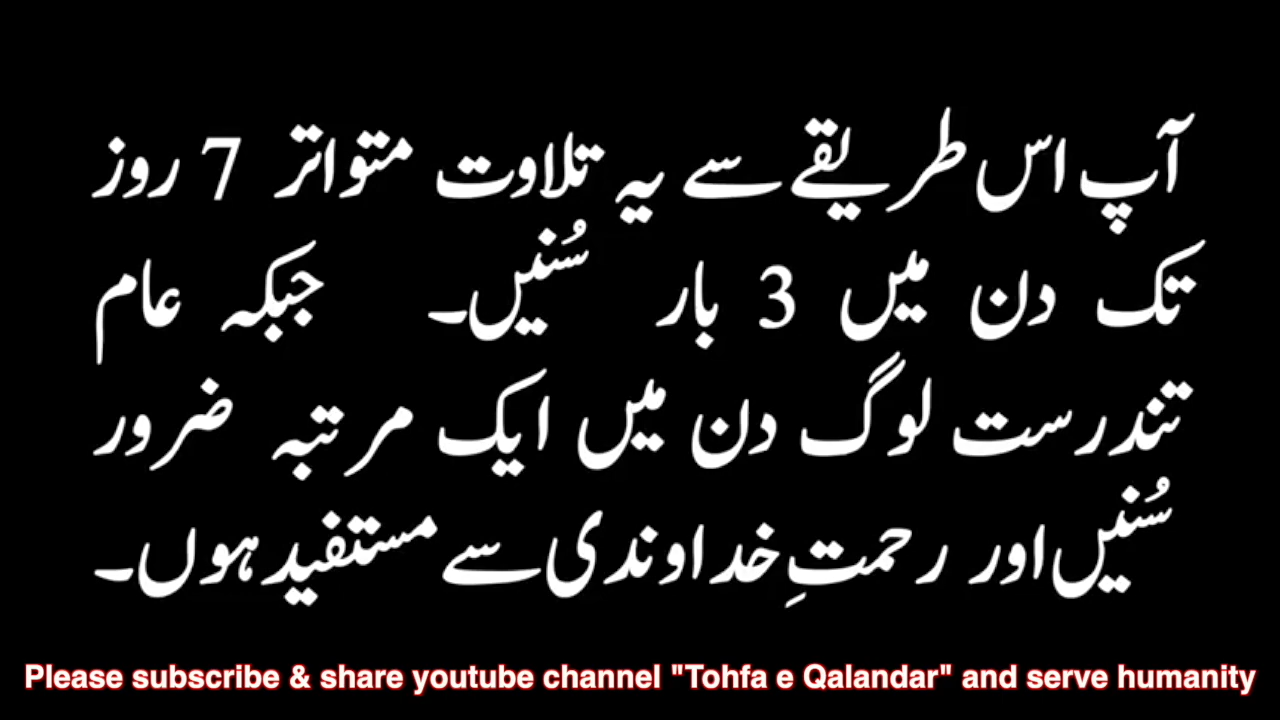 آپ اس طریقے سے یہ تلاوت متواتر 7 روز
تک دن میں 3 بار سُنیں۔ جبکہ عام
تندرست لوگ دن میں ایک مرتبہ ضرور
سُنیں اور رحمتِ خداوندی سے مستفید ہوں۔
Please subscribe & share youtube channel "Tohfa e Qalandar" and serve humanity